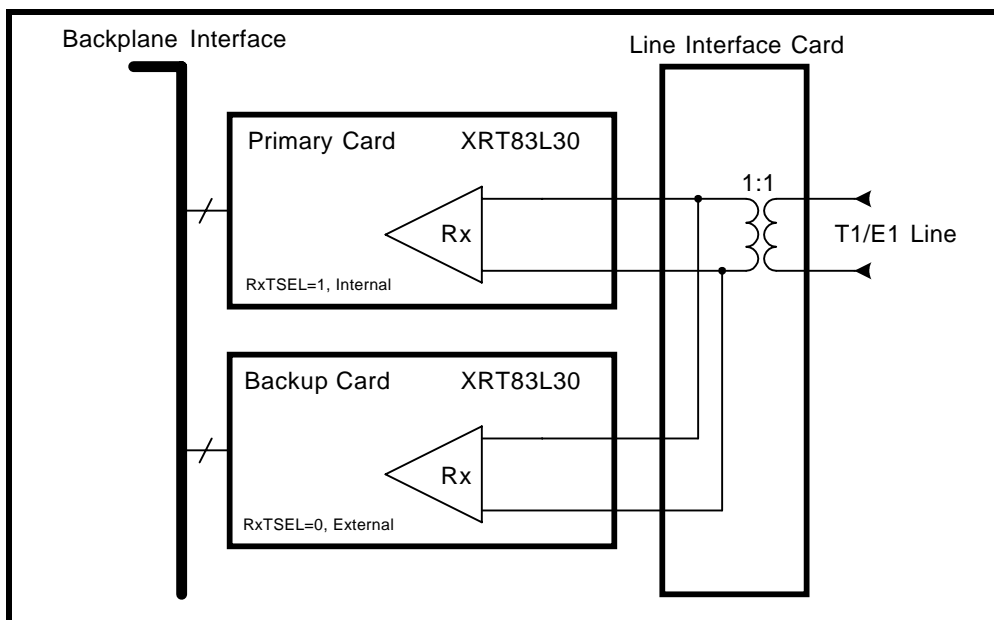 Backplane Interface
Line Interface Card
Primary Card XRT83L30
1:1
Rx
T1/E1 Line
RxTSEL=1, Internal
Backup Card XRT83L30
Rx
RxTSEL=0, External